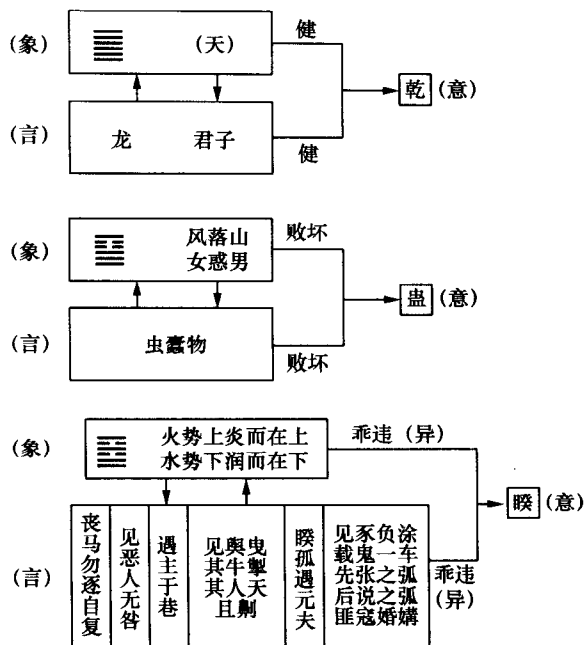 (象)
(天)
健
乾 (意)
(言)
龙 君子
健
(象)
风落山
女惑男
败坏
蛊 (意)
(言)
虫蠹物
败坏
(象)
火势上炎而在上
水势下润而在下
乖违 (异)
睽 (意)
(言)
丧马勿逐自复
见恶人无咎
遇主于巷
见舆曳
其牛掣
其人天
且劓
睽孤遇元夫
见豕负涂
载鬼一车
先张之弧
后说之弧
匪寇婚媾
乖违
(异)